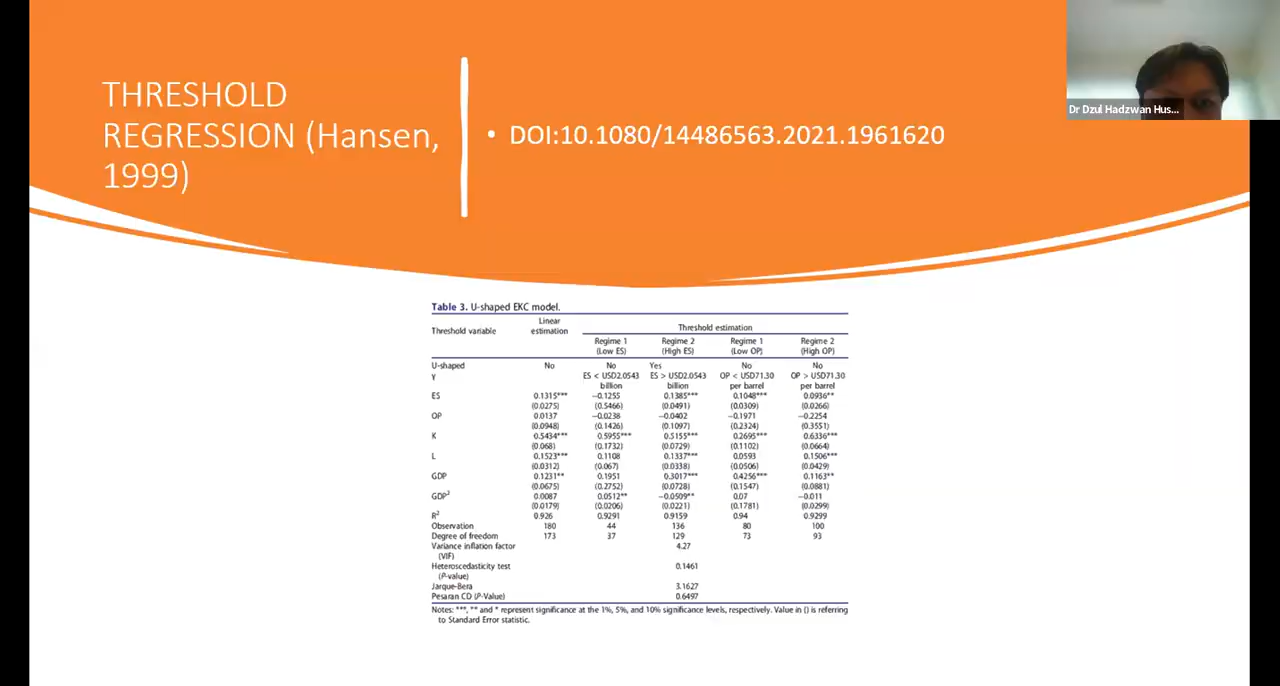 THRESHOLD
REGRESSION (Hansen,
1999)
• DOI:10.1080/14486563.2021.1961620
Dr Dzul Hadzwan Hus...
Table 3. U-shaped EKC model.
Threshold variable Linear estimation Threshold estimation
Regime 1 (Low ES) Regime 2 (High ES) Regime 1 (Low OP) Regime 2 (High OP)
U-shaped No No Yes No No
γ ES < USD2.0543 billion ES > USD2.0543 billion OP < USD71.30 per barrel OP > USD71.30 per barrel
ES 0.1315*** −0.1255 0.1385*** 0.1048*** 0.0936**
(0.0275) (0.5466) (0.0491) (0.0309) (0.0266)
OP 0.0137 −0.0238 −0.0402 −0.1971 −0.2254
(0.0948) (0.1426) (0.1097) (0.2324) (0.3551)
K 0.5434*** 0.5955*** 0.5155*** 0.2695*** 0.6336***
(0.068) (0.1732) (0.0729) (0.1102) (0.0664)
L 0.1523*** 0.1108 0.1337*** 0.0593 0.1506***
(0.0312) (0.067) (0.0338) (0.0506) (0.0429)
GDP 0.1231** 0.1951 0.3017*** 0.4256*** 0.1163**
(0.0675) (0.2752) (0.0728) (0.1547) (0.0881)
GDP² 0.0087 0.0512** −0.0509** 0.07 −0.011
(0.0179) (0.0206) (0.0221) (0.1781) (0.0299)
R² 0.926 0.9291 0.9159 0.94 0.9299
Observation 180 44 136 80 100
Degree of freedom 173 37 129 73 93
Variance inflation factor 4.27
(VIF)
Heteroscedasticity test 0.1461
(P-value)
Jarque-Bera 3.1627
Pesaran CD (P-Value) 0.6497
Notes: ***, ** and * represent significance at the 1%, 5%, and 10% significance levels, respectively. Value in () is referring
to Standard Error statistic.